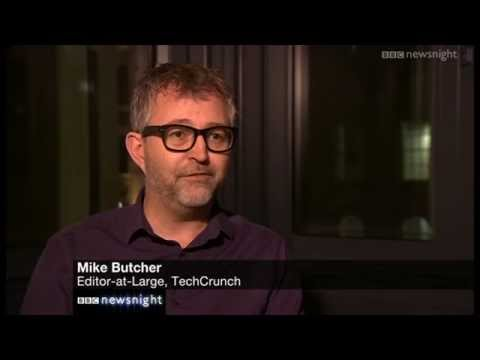 BBC newsnight
Mike Butcher
Editor-at-Large, TechCrunch
BBC newsnight